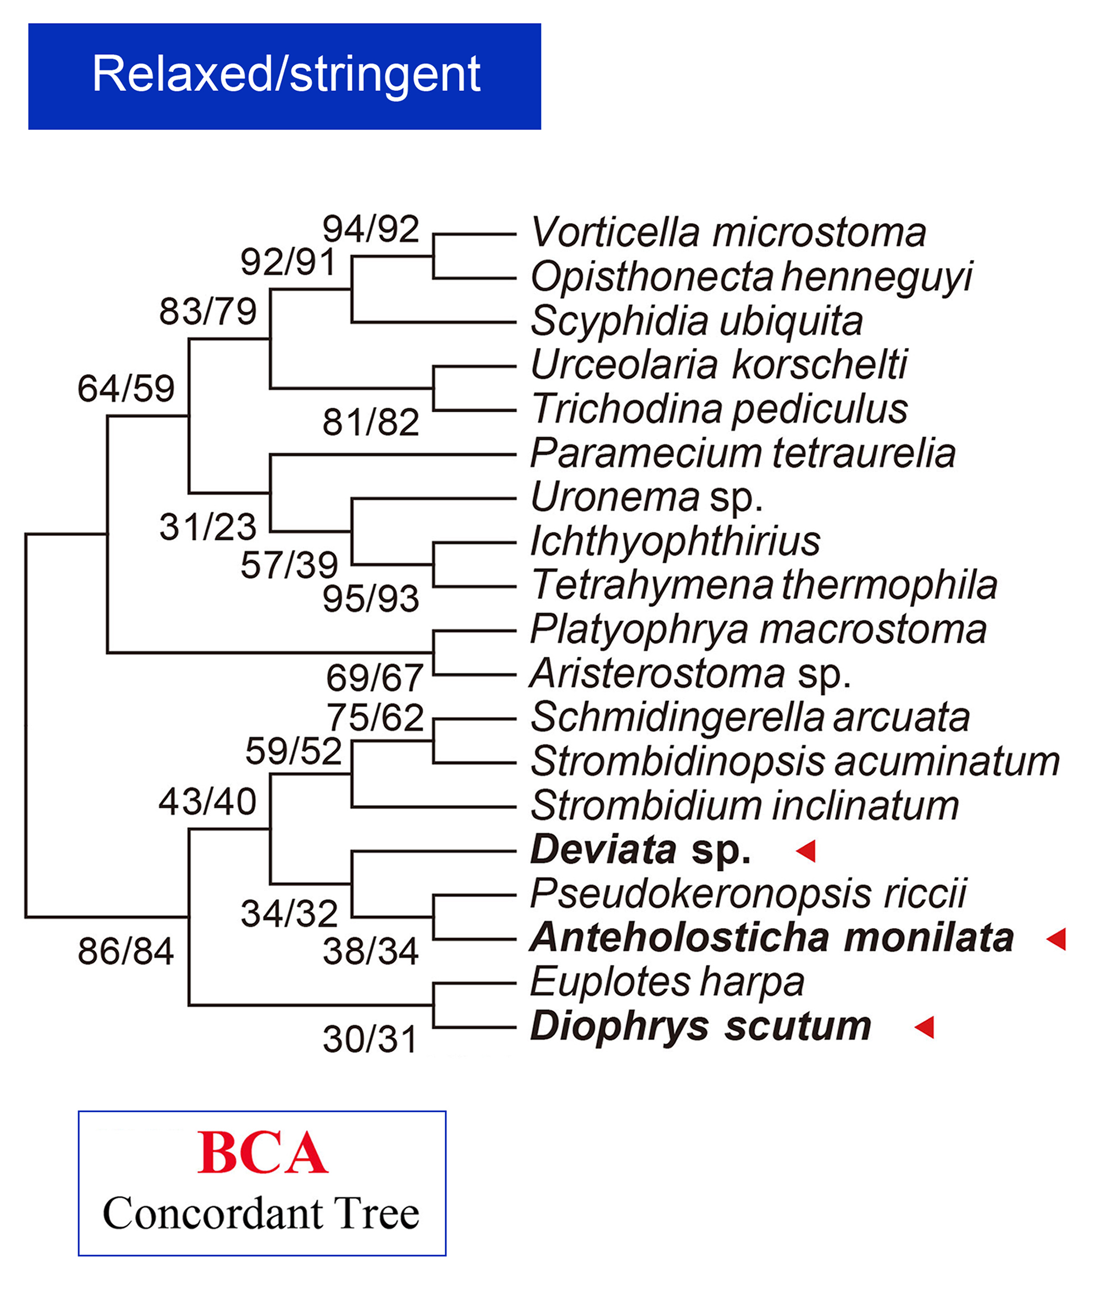 Relaxed/stringent
94/92
Vorticella microstoma
92/91
Opisthonecta henneguyi
83/79
Scyphidia ubiquita
Urceolaria korschelti
64/59
Trichodina pediculus
81/82
Paramecium tetraurelia
Uronema sp.
31/23
Ichthyophthirius
57/39
Tetrahymena thermophila
95/93
Platyophrya macrostoma
Aristerostoma sp.
69/67
Schmidingerella arcuata
75/62
59/52
Strombidinopsis acuminatum
43/40
Strombidium inclinatum
Deviata sp.
Pseudokeronopsis riccii
34/32
Anteholosticha monilata
38/34
86/84
Euplotes harpa
Diophrys scutum
30/31
BCA
Concordant Tree